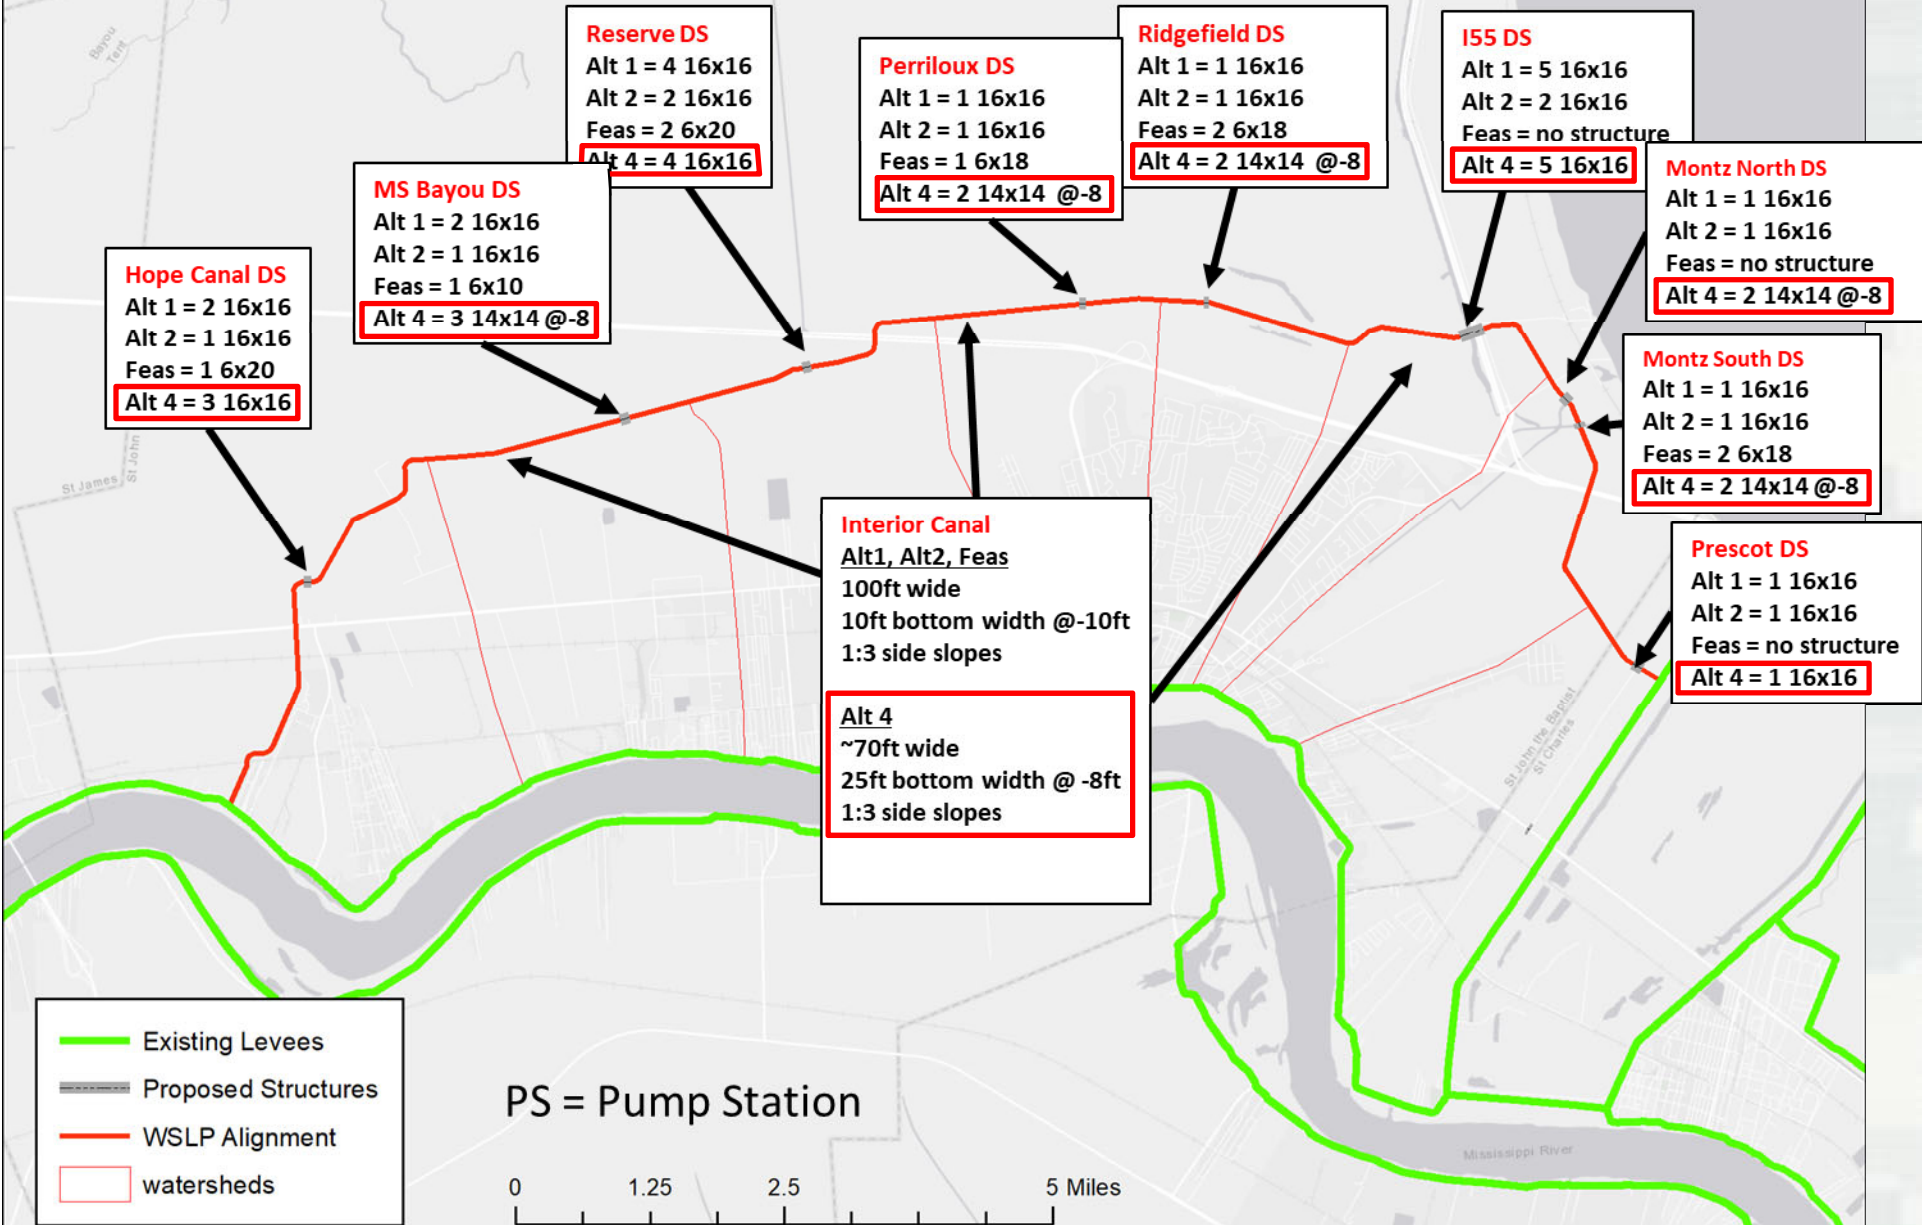 Bayou
Tent
Reserve DS
Alt 1 = 4 16x16
Alt 2 = 2 16x16
Feas = 2 6x20
Alt 4 = 4 16x16
Perriloux DS
Alt 1 = 1 16x16
Alt 2 = 1 16x16
Feas = 1 6x18
Alt 4 = 2 14x14 @-8
Ridgefield DS
Alt 1 = 1 16x16
Alt 2 = 1 16x16
Feas = 2 6x18
Alt 4 = 2 14x14 @-8
I55 DS
Alt 1 = 5 16x16
Alt 2 = 2 16x16
Feas = no structure
Alt 4 = 5 16x16
MS Bayou DS
Alt 1 = 2 16x16
Alt 2 = 1 16x16
Feas = 1 6x10
Alt 4 = 3 14x14 @-8
Montz North DS
Alt 1 = 1 16x16
Alt 2 = 1 16x16
Feas = no structure
Alt 4 = 2 14x14 @-8
Hope Canal DS
Alt 1 = 2 16x16
Alt 2 = 1 16x16
Feas = 1 6x20
Alt 4 = 3 16x16
Montz South DS
Alt 1 = 1 16x16
Alt 2 = 1 16x16
Feas = 2 6x18
Alt 4 = 2 14x14 @-8
St James
St John
Interior Canal
Alt1, Alt2, Feas
100ft wide
10ft bottom width @-10ft
1:3 side slopes
Alt 4
~70ft wide
25ft bottom width @ -8ft
1:3 side slopes
Prescot DS
Alt 1 = 1 16x16
Alt 2 = 1 16x16
Feas = no structure
Alt 4 = 1 16x16
St John the Baptist
St Charles
Existing Levees
Proposed Structures
WSLP Alignment
watersheds
PS = Pump Station
0 1.25 2.5 5 Miles
Mississippi River